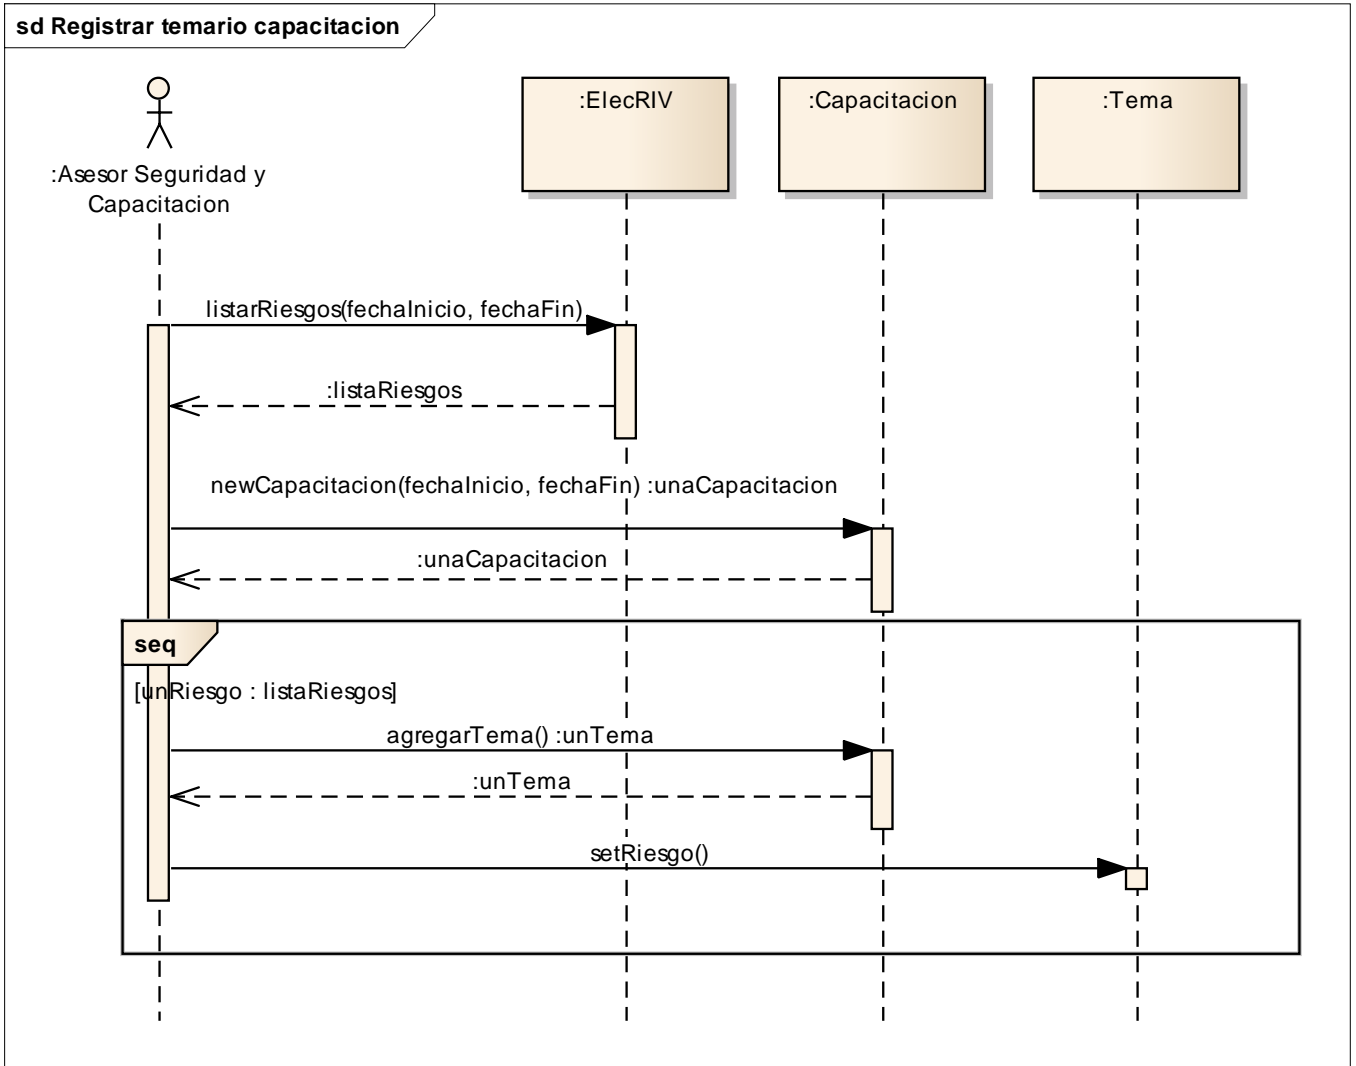 sd Registrar temario capacitacion
:ElecRIV
:Capacitacion
:Tema
:Asesor Seguridad y
Capacitacion
listarRiesgos(fechaInicio, fechaFin)
:listaRiesgos
newCapacitacion(fechaInicio, fechaFin) :unaCapacitacion
:unaCapacitacion
seq
[unRiesgo : listaRiesgos]
agregarTema() :unTema
:unTema
setRiesgo()